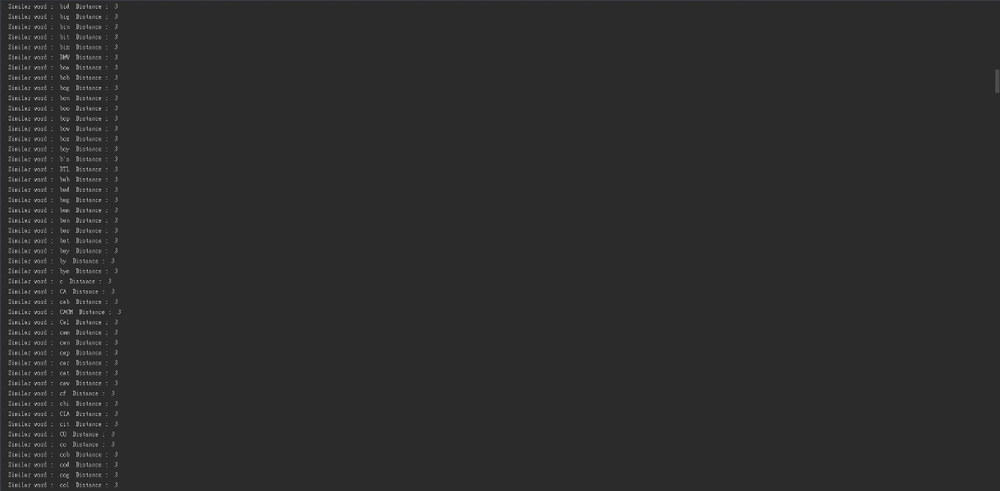 Similar word :  bid  Distance :  3
Similar word :  big  Distance :  3
Similar word :  bin  Distance :  3
Similar word :  bit  Distance :  3
Similar word :  biz  Distance :  3
Similar word :  BMW  Distance :  3
Similar word :  boa  Distance :  3
Similar word :  bob  Distance :  3
Similar word :  bog  Distance :  3
Similar word :  bon  Distance :  3
Similar word :  boo  Distance :  3
Similar word :  bop  Distance :  3
Similar word :  bow  Distance :  3
Similar word :  box  Distance :  3
Similar word :  boy  Distance :  3
Similar word :  b's  Distance :  3
Similar word :  BTL  Distance :  3
Similar word :  bub  Distance :  3
Similar word :  bud  Distance :  3
Similar word :  bug  Distance :  3
Similar word :  bum  Distance :  3
Similar word :  bun  Distance :  3
Similar word :  bus  Distance :  3
Similar word :  but  Distance :  3
Similar word :  buy  Distance :  3
Similar word :  by  Distance :  3
Similar word :  bye  Distance :  3
Similar word :  c  Distance :  3
Similar word :  CA  Distance :  3
Similar word :  cab  Distance :  3
Similar word :  CACM  Distance :  3
Similar word :  Cal  Distance :  3
Similar word :  cam  Distance :  3
Similar word :  can  Distance :  3
Similar word :  cap  Distance :  3
Similar word :  car  Distance :  3
Similar word :  cat  Distance :  3
Similar word :  caw  Distance :  3
Similar word :  cf  Distance :  3
Similar word :  chi  Distance :  3
Similar word :  CIA  Distance :  3
Similar word :  cit  Distance :  3
Similar word :  Distance :  3
Similar word :  co  Distance :  3
Similar word :  cob  Distance :  3
Similar word :  cod  Distance :  3
Similar word :  cog  Distance :  3
Similar word :  col  Distance :  3